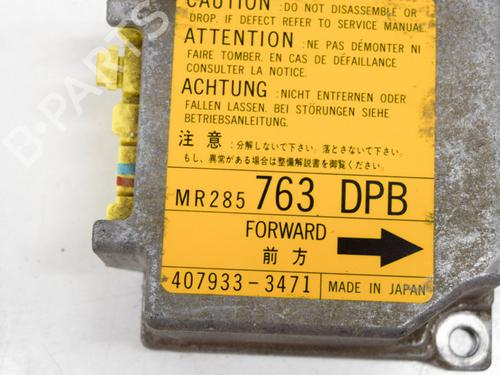 CAUTION :DO NOT DISASSEMBLE OR
DROP. IF DEFECT REFER TO SERVICE MANUAL
ATTENTION :NE PAS DÉMONTER NI
FAIRE TOMBER. EN CAS DE DÉFAILLANCE
CONSULTER LA NOTICE.
ACHTUNG :NICHT ENTFERNEN ODER
FALLEN LASSEN. BEI STÖRUNGEN SIEHE
BETRIEBSANLEITUNG.
注意 :分解しないで下さい。落とさないで下さい。
もし、異常がある場合は整備解説書を御覧ください。
MR285 763 DPB
FORWARD
前方
407933-3471 MADE IN JAPAN
B-PARTS